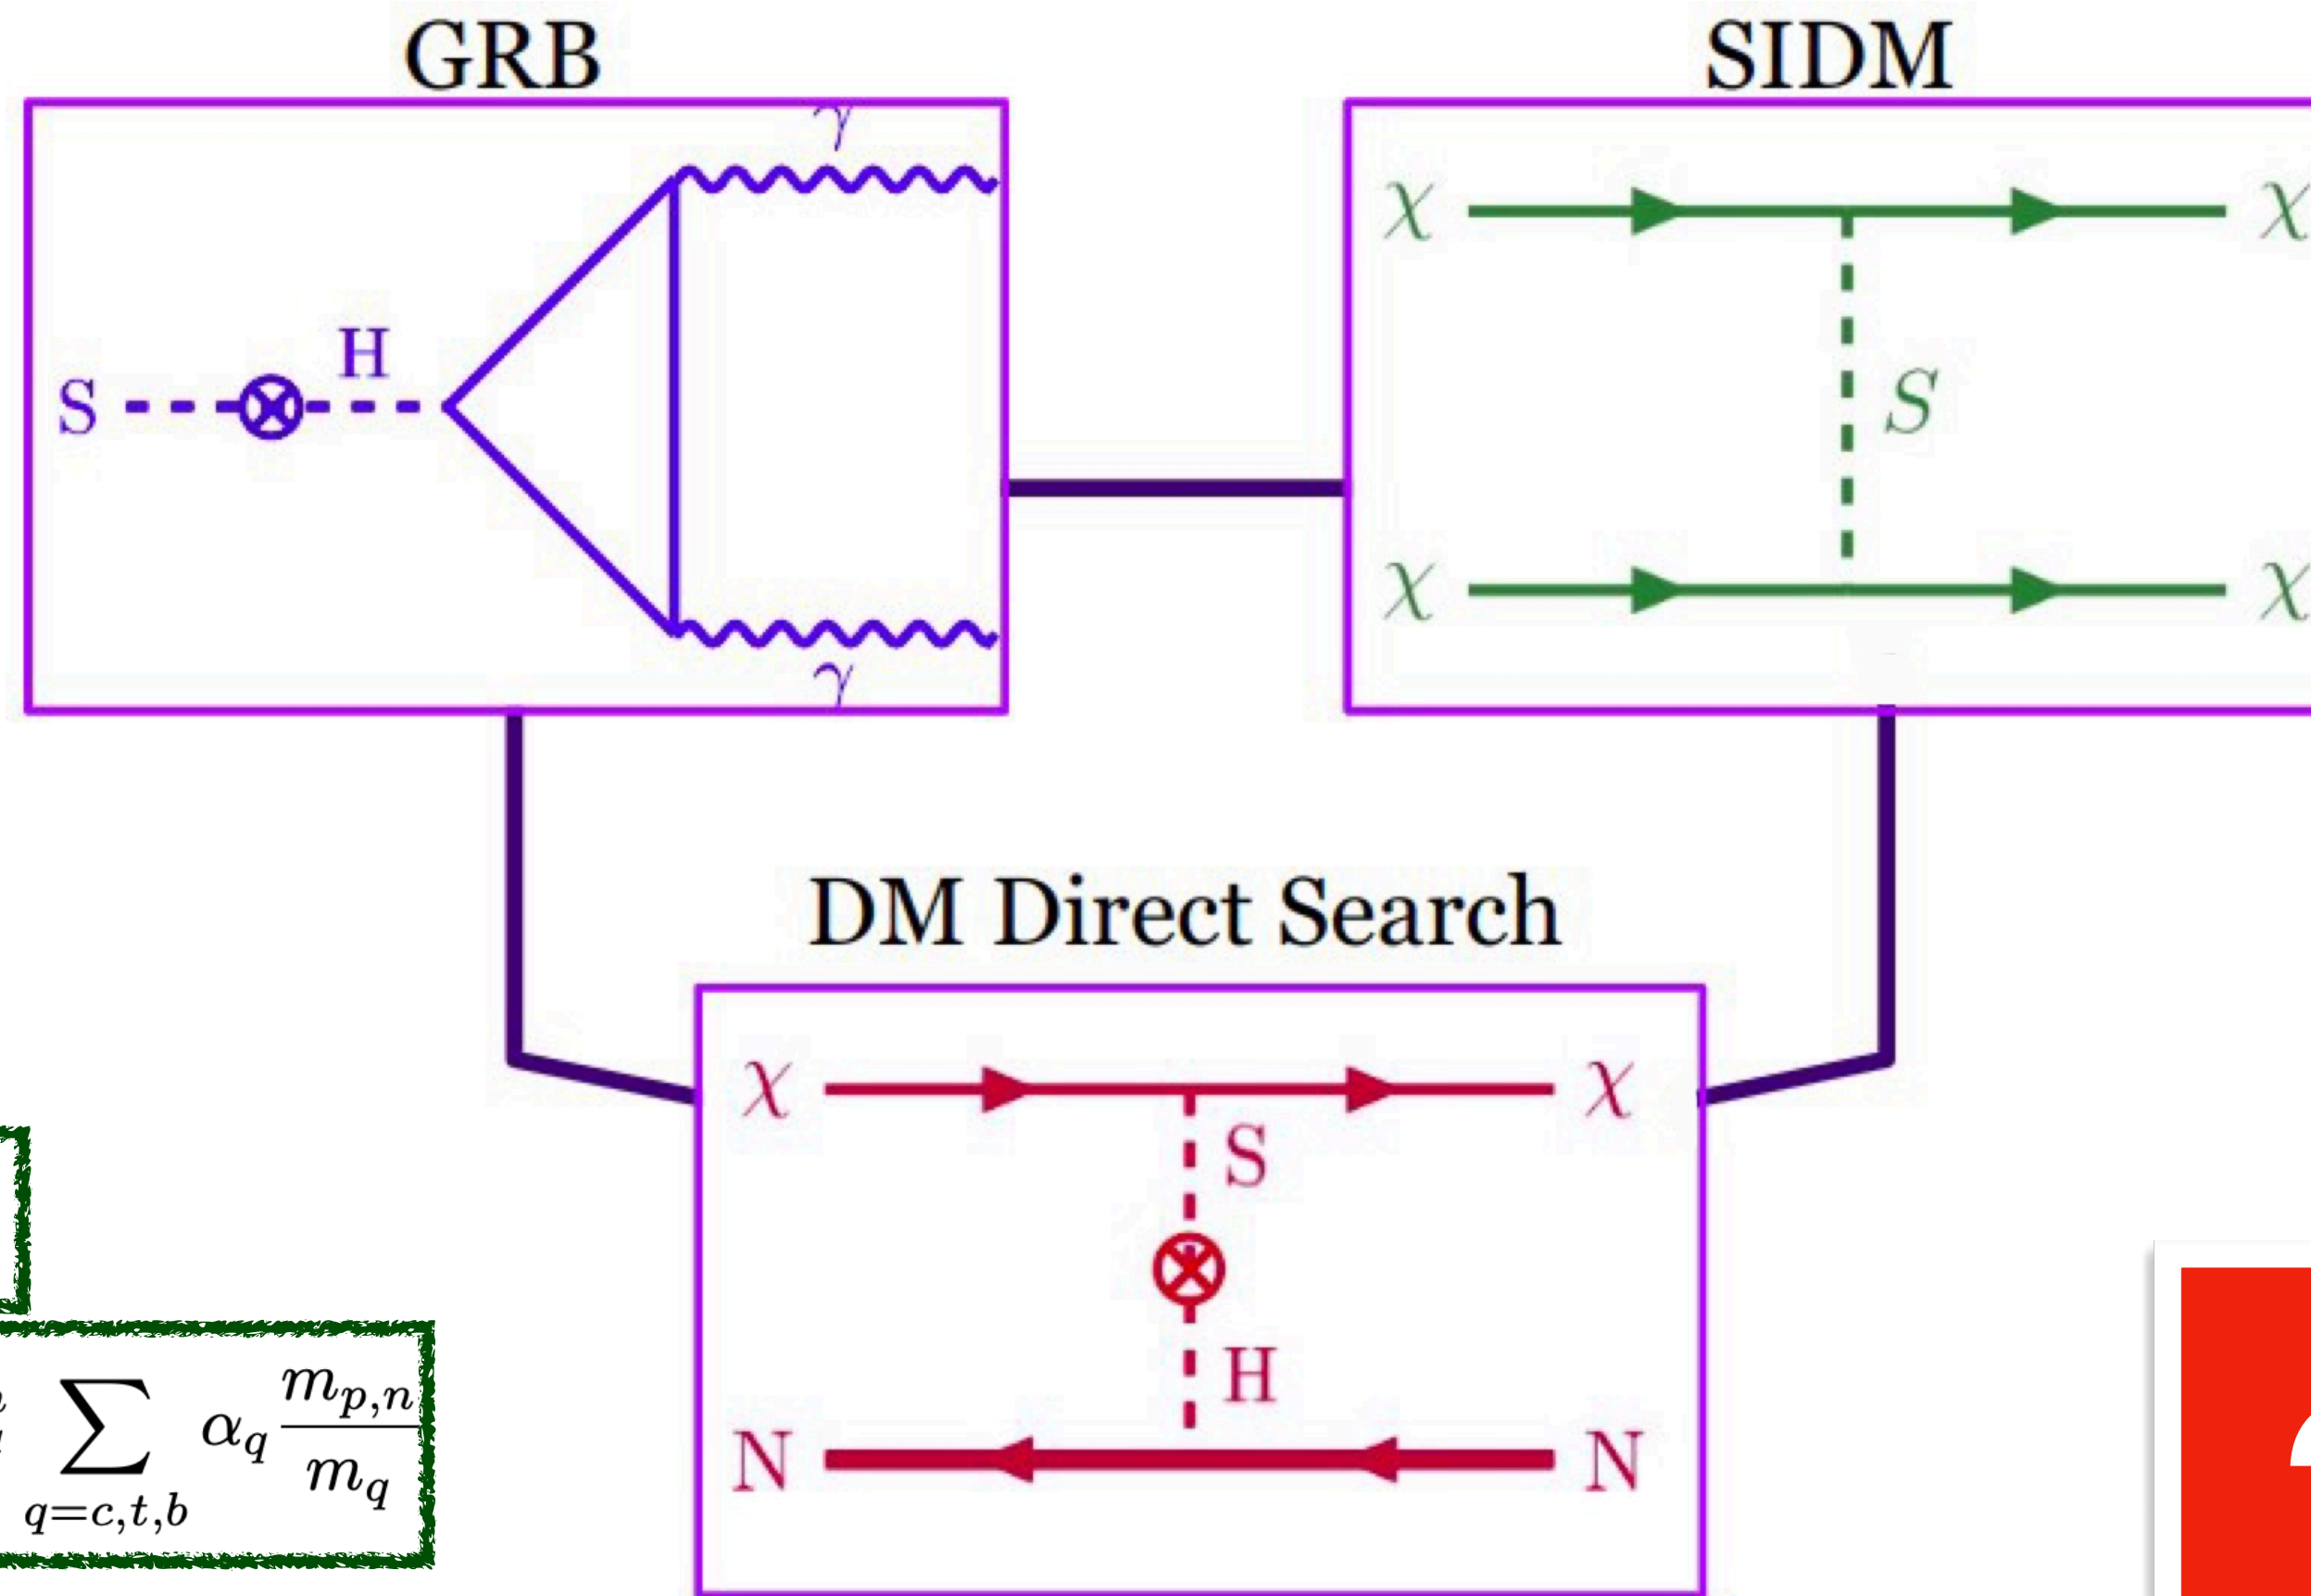 GRB
SIDM
γ
S H
γ
χ χ
S
χ χ
DM Direct Search
χ χ
S
H
N N
∑ α_q m_{p,n}/m_q
q=c,t,b